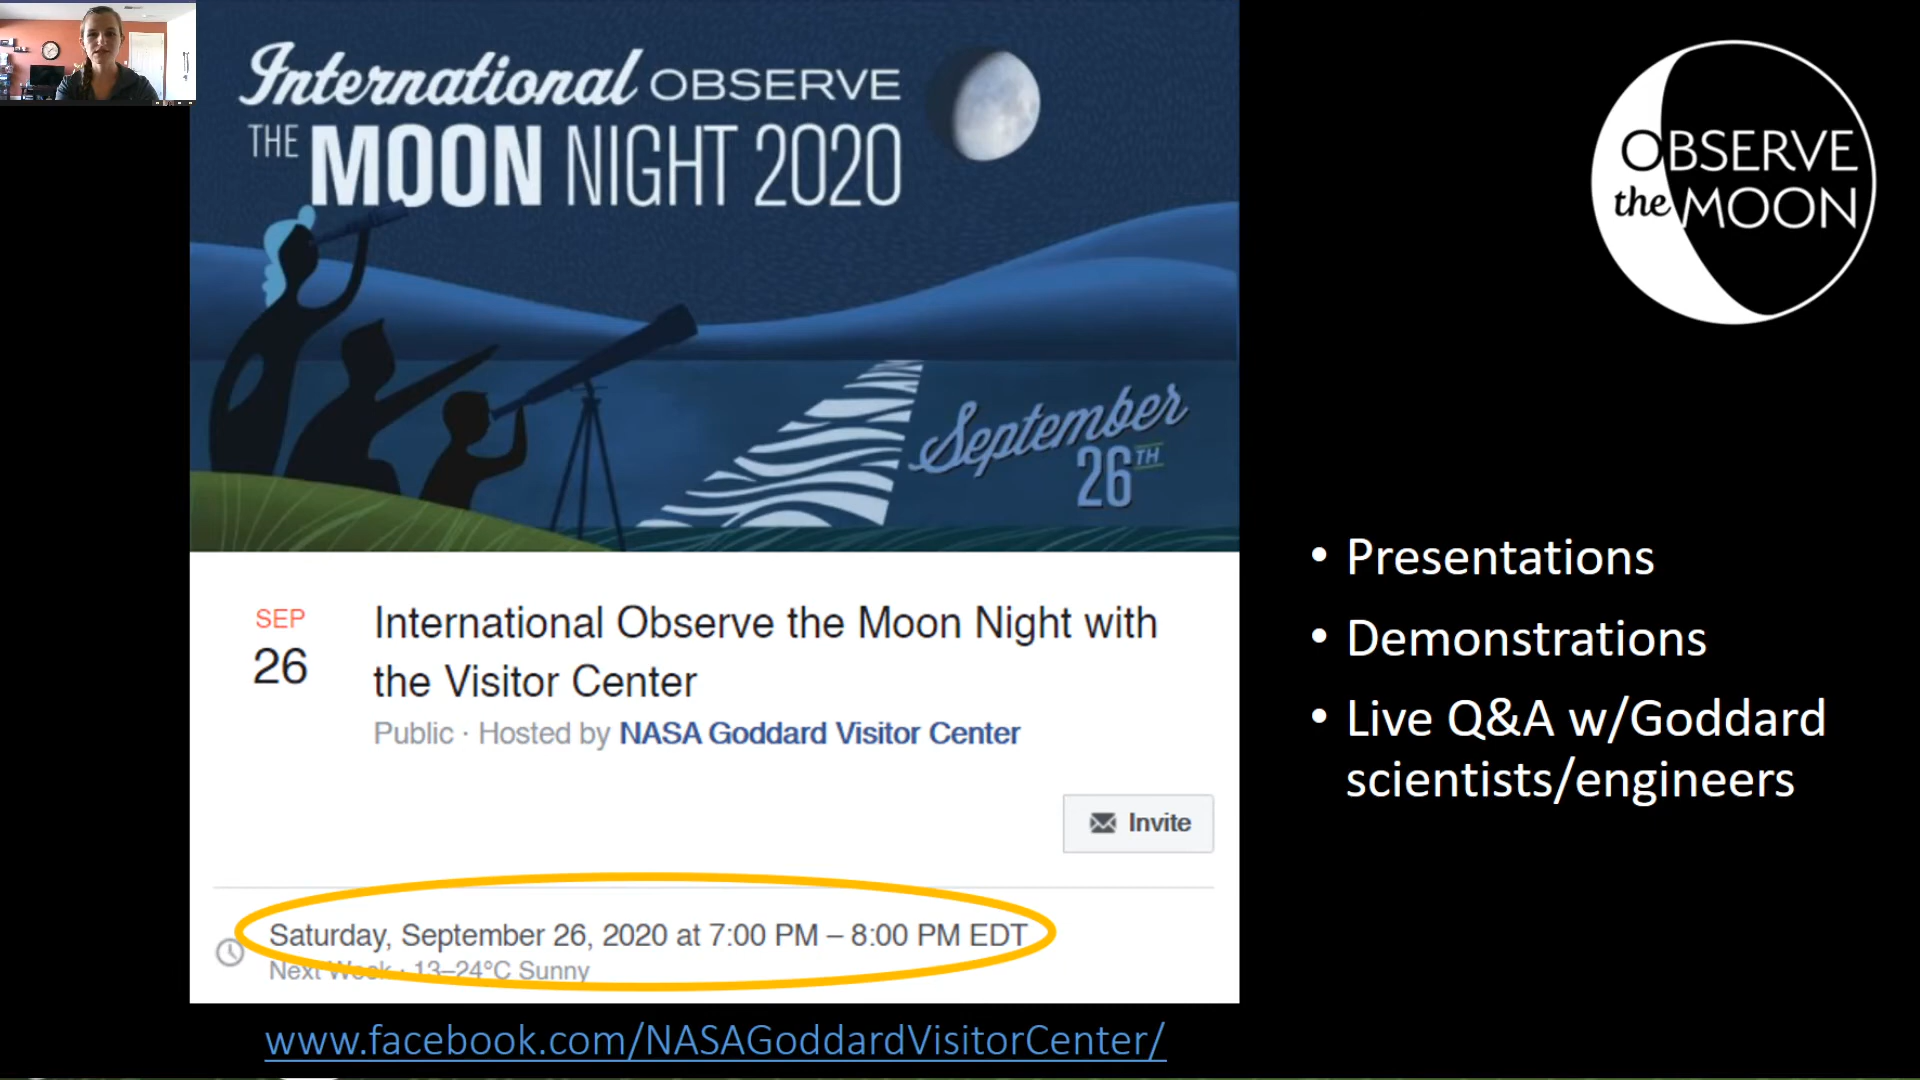 International OBSERVE
THE MOON NIGHT 2020
September
26TH
OBSERVE
the MOON
SEP
26
International Observe the Moon Night with
the Visitor Center
Public · Hosted by NASA Goddard Visitor Center
Invite
Saturday, September 26, 2020 at 7:00 PM – 8:00 PM EDT
Next Week · 13–24°C Sunny
• Presentations
• Demonstrations
• Live Q&A w/Goddard
scientists/engineers
www.facebook.com/NASAGoddardVisitorCenter/